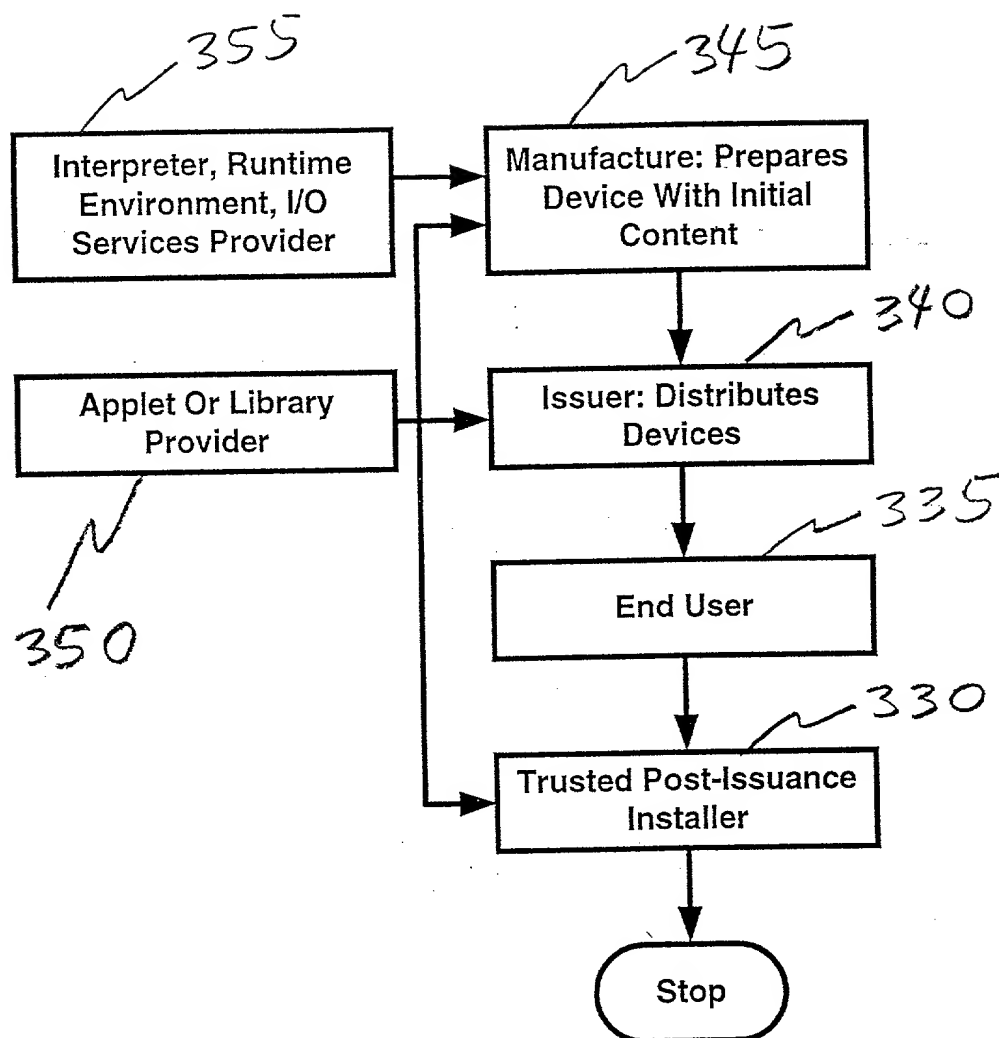 355
345
Interpreter, Runtime
Environment, I/O
Services Provider
Manufacture: Prepares
Device With Initial
Content
340
Applet Or Library
Provider
Issuer: Distributes
Devices
350
335
End User
330
Trusted Post-Issuance
Installer
Stop